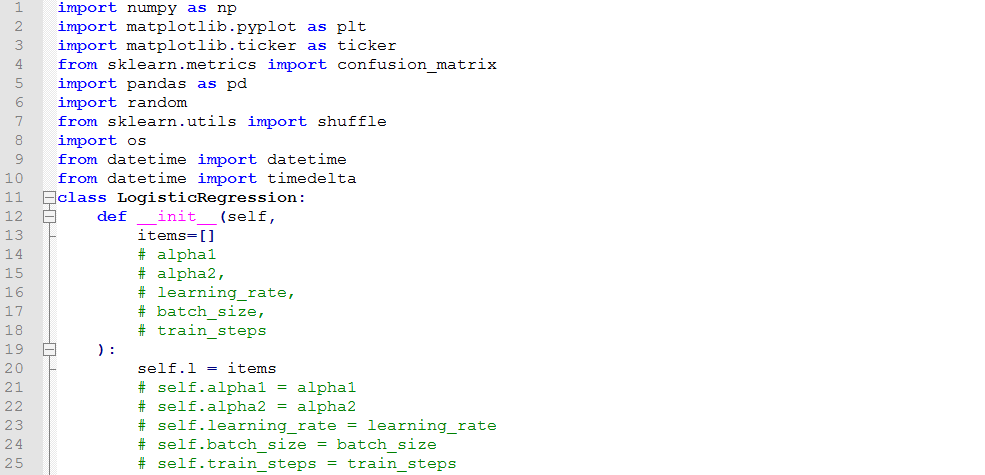 1 import numpy as np
2 import matplotlib.pyplot as plt
3 import matplotlib.ticker as ticker
4 from sklearn.metrics import confusion_matrix
5 import pandas as pd
6 import random
7 from sklearn.utils import shuffle
8 import os
9 from datetime import datetime
10 from datetime import timedelta
11 class LogisticRegression:
12     def __init__(self,
13         items=[]
14         # alpha1
15         # alpha2,
16         # learning_rate,
17         # batch_size,
18         # train_steps
19     ):
20         self.l = items
21         # self.alpha1 = alpha1
22         # self.alpha2 = alpha2
23         # self.learning_rate = learning_rate
24         # self.batch_size = batch_size
25         # self.train_steps = train_steps